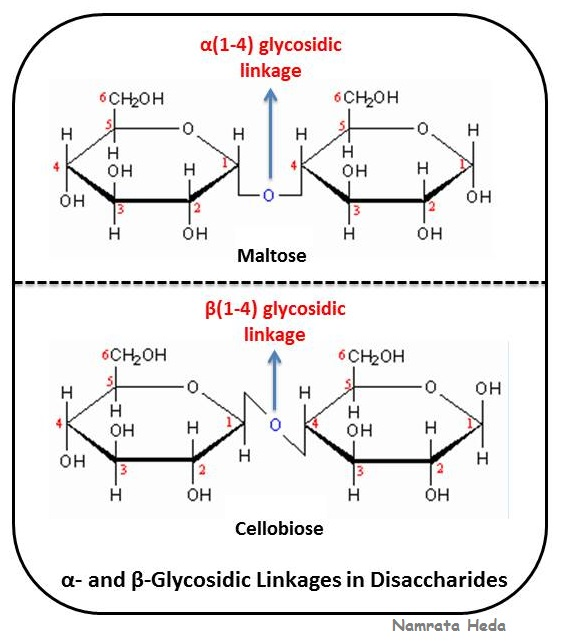 α(1-4) glycosidic
linkage
6CH₂OH 6CH₂OH
5 O 5 O
H H H H
4 1 4 1
H H H H
OH OH
OH OH
3 2 O 3 2
H OH H OH
Maltose
β(1-4) glycosidic
linkage
6CH₂OH 6CH₂OH
5 O 5 O OH
H H
4 1 4 1
H H H H
OH O OH
OH H H
3 2 3 2
H OH H OH
Cellobiose
α- and β-Glycosidic Linkages in Disaccharides
Namrata Heda